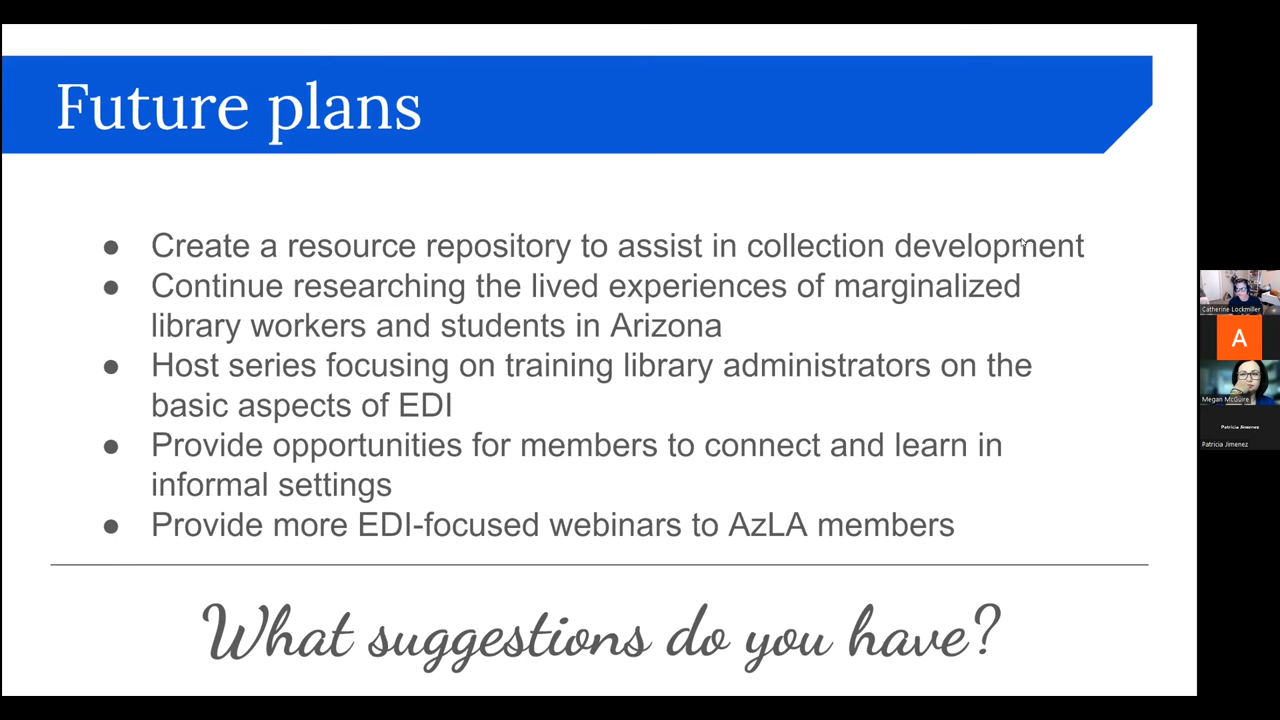 Future plans
● Create a resource repository to assist in collection development
● Continue researching the lived experiences of marginalized
library workers and students in Arizona
● Host series focusing on training library administrators on the
basic aspects of EDI
● Provide opportunities for members to connect and learn in
informal settings
● Provide more EDI-focused webinars to AzLA members
What suggestions do you have?
Catherine Lockmiller
A
Megan McGuire
Patricia Jimenez
Patricia Jimenez